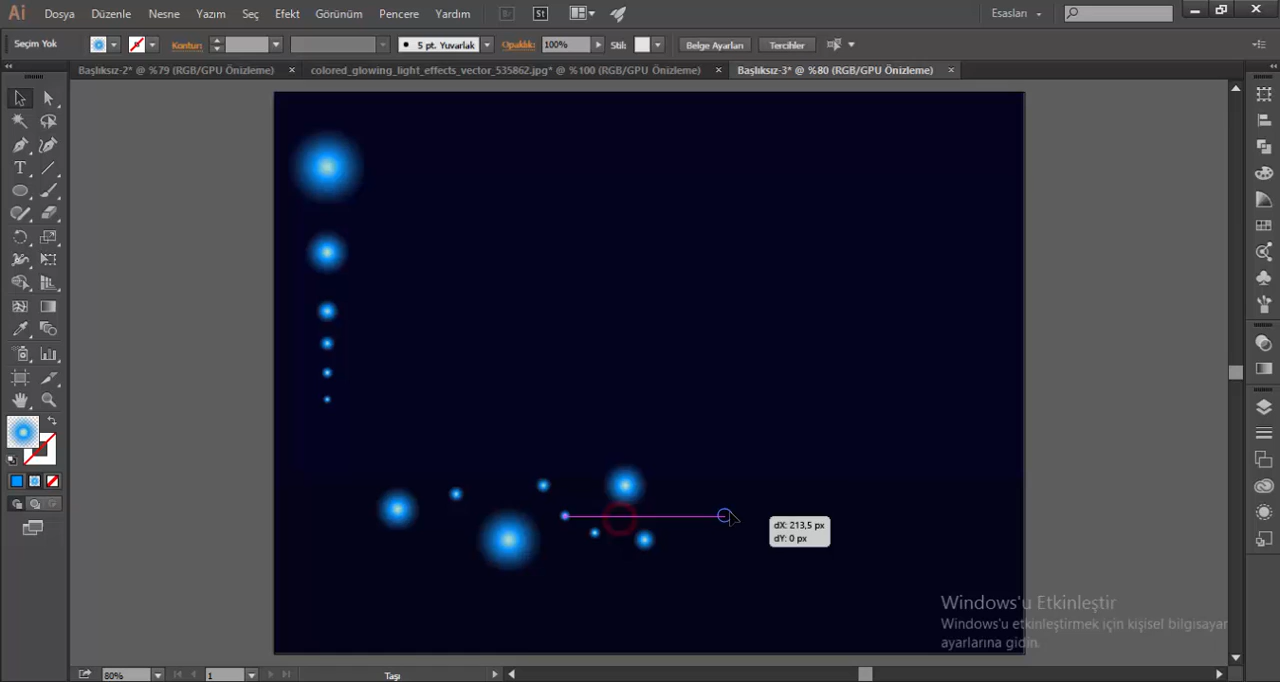 Ai Dosya Düzenle Nesne Yazım Seç Efekt Görünüm Pencere Yardım Br St Esasları
Seçim Yok Kontur: 5 pt. Yuvarlak Opaklık: 100% Stil: Belge Ayarları Tercihler
Başlıksız-2* @ %79 (RGB/GPU Önizleme) × colored_glowing_light_effects_vector_535862.jpg* @ %100 (RGB/GPU Önizleme) × Başlıksız-3* @ %80 (RGB/GPU Önizleme) ×
T
dX: 213,5 px
dY: 0 px
Windows'u Etkinleştir
Windows'u etkinleştirmek için kişisel bilgisayar
ayarlarına gidin.
80% 1 Taşı